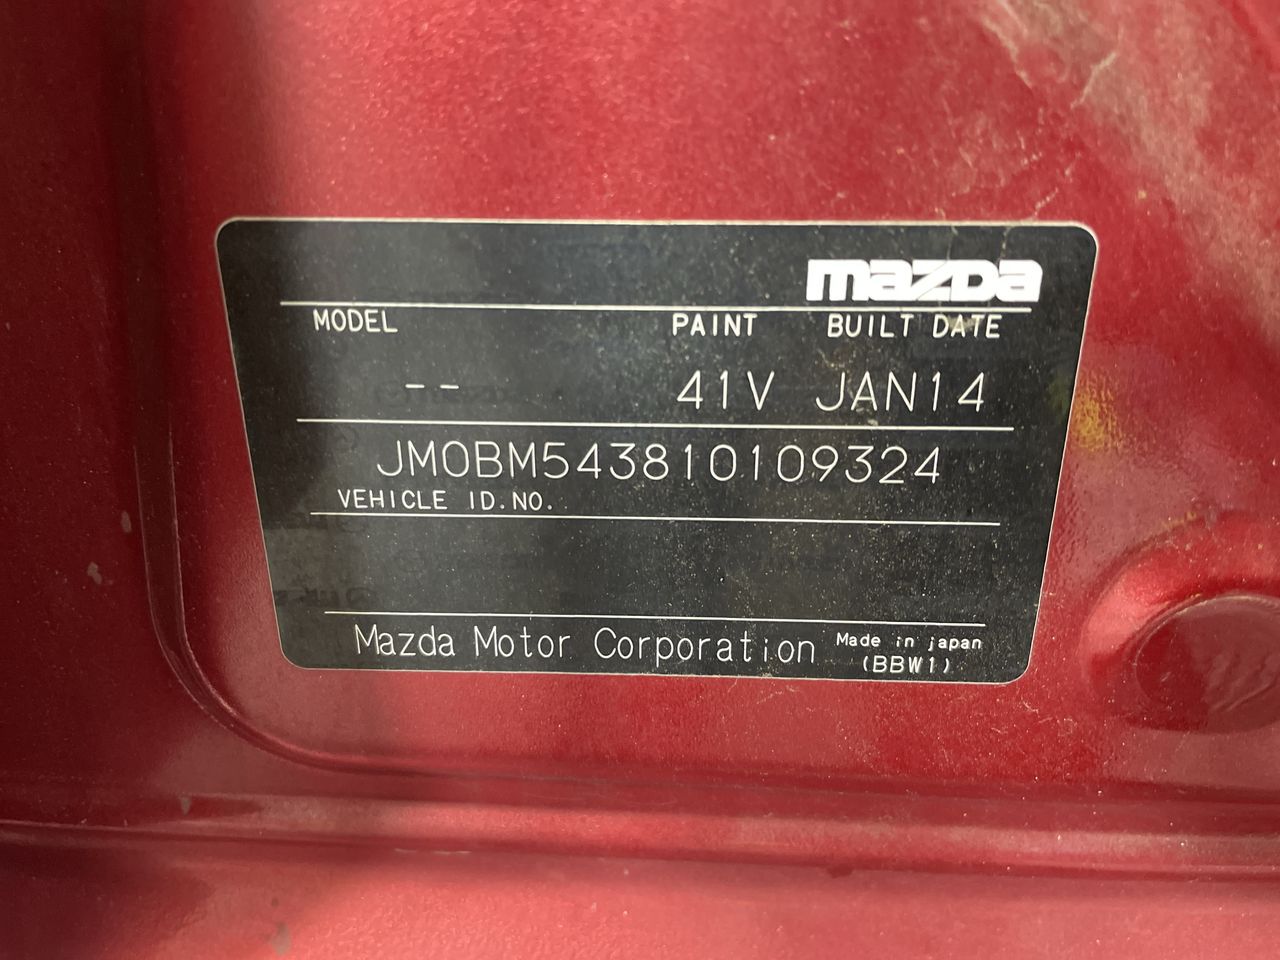 mazda
MODEL PAINT BUILT DATE
-- 41V JAN14
JM0BM543810109324
VEHICLE ID.NO.
Mazda Motor Corporation Made in japan
(BBW1)